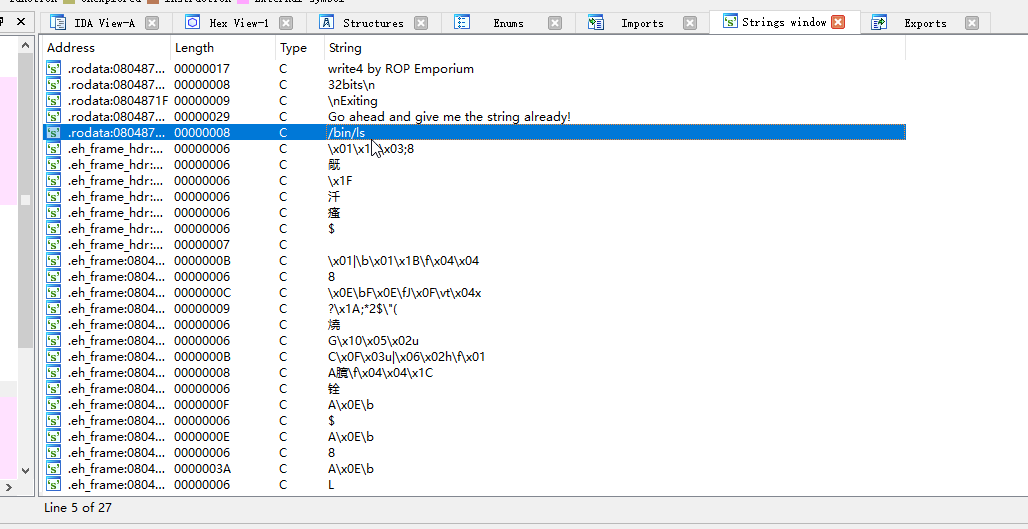 IDA View-A Hex View-1 Structures Enums Imports Strings window Exports
Address Length Type String
.rodata:080487... 00000017 C write4 by ROP Emporium
.rodata:080487... 00000008 C 32bits\n
.rodata:0804871F 00000009 C \nExiting
.rodata:080487... 00000029 C Go ahead and give me the string already!
.rodata:080487... 00000008 C /bin/ls
.eh_frame_hdr:... 00000006 C \x01\x1 \x03;8
.eh_frame_hdr:... 00000006 C 眖
.eh_frame_hdr:... 00000006 C \x1F
.eh_frame_hdr:... 00000006 C 汘
.eh_frame_hdr:... 00000006 C 瘙
.eh_frame_hdr:... 00000006 C $
.eh_frame_hdr:... 00000007 C
.eh_frame:0804... 0000000B C \x01|\b\x01\x1B\f\x04\x04
.eh_frame:0804... 00000006 C 8
.eh_frame:0804... 0000000C C \x0E\bF\x0E\fJ\x0F\vt\x04x
.eh_frame:0804... 00000009 C ?\x1A;*2$\"(
.eh_frame:0804... 00000006 C
.eh_frame:0804... 00000006 C G\x10\x05\x02u
.eh_frame:0804... 0000000B C C\x0F\x03u|\x06\x02h\f\x01
.eh_frame:0804... 00000008 C A臗\f\x04\x04\x1C
.eh_frame:0804... 00000006 C 铨
.eh_frame:0804... 0000000F C A\x0E\b
.eh_frame:0804... 00000006 C $
.eh_frame:0804... 0000000E C A\x0E\b
.eh_frame:0804... 00000006 C 8
.eh_frame:0804... 0000003A C A\x0E\b
.eh_frame:0804... 00000006 C L
Line 5 of 27